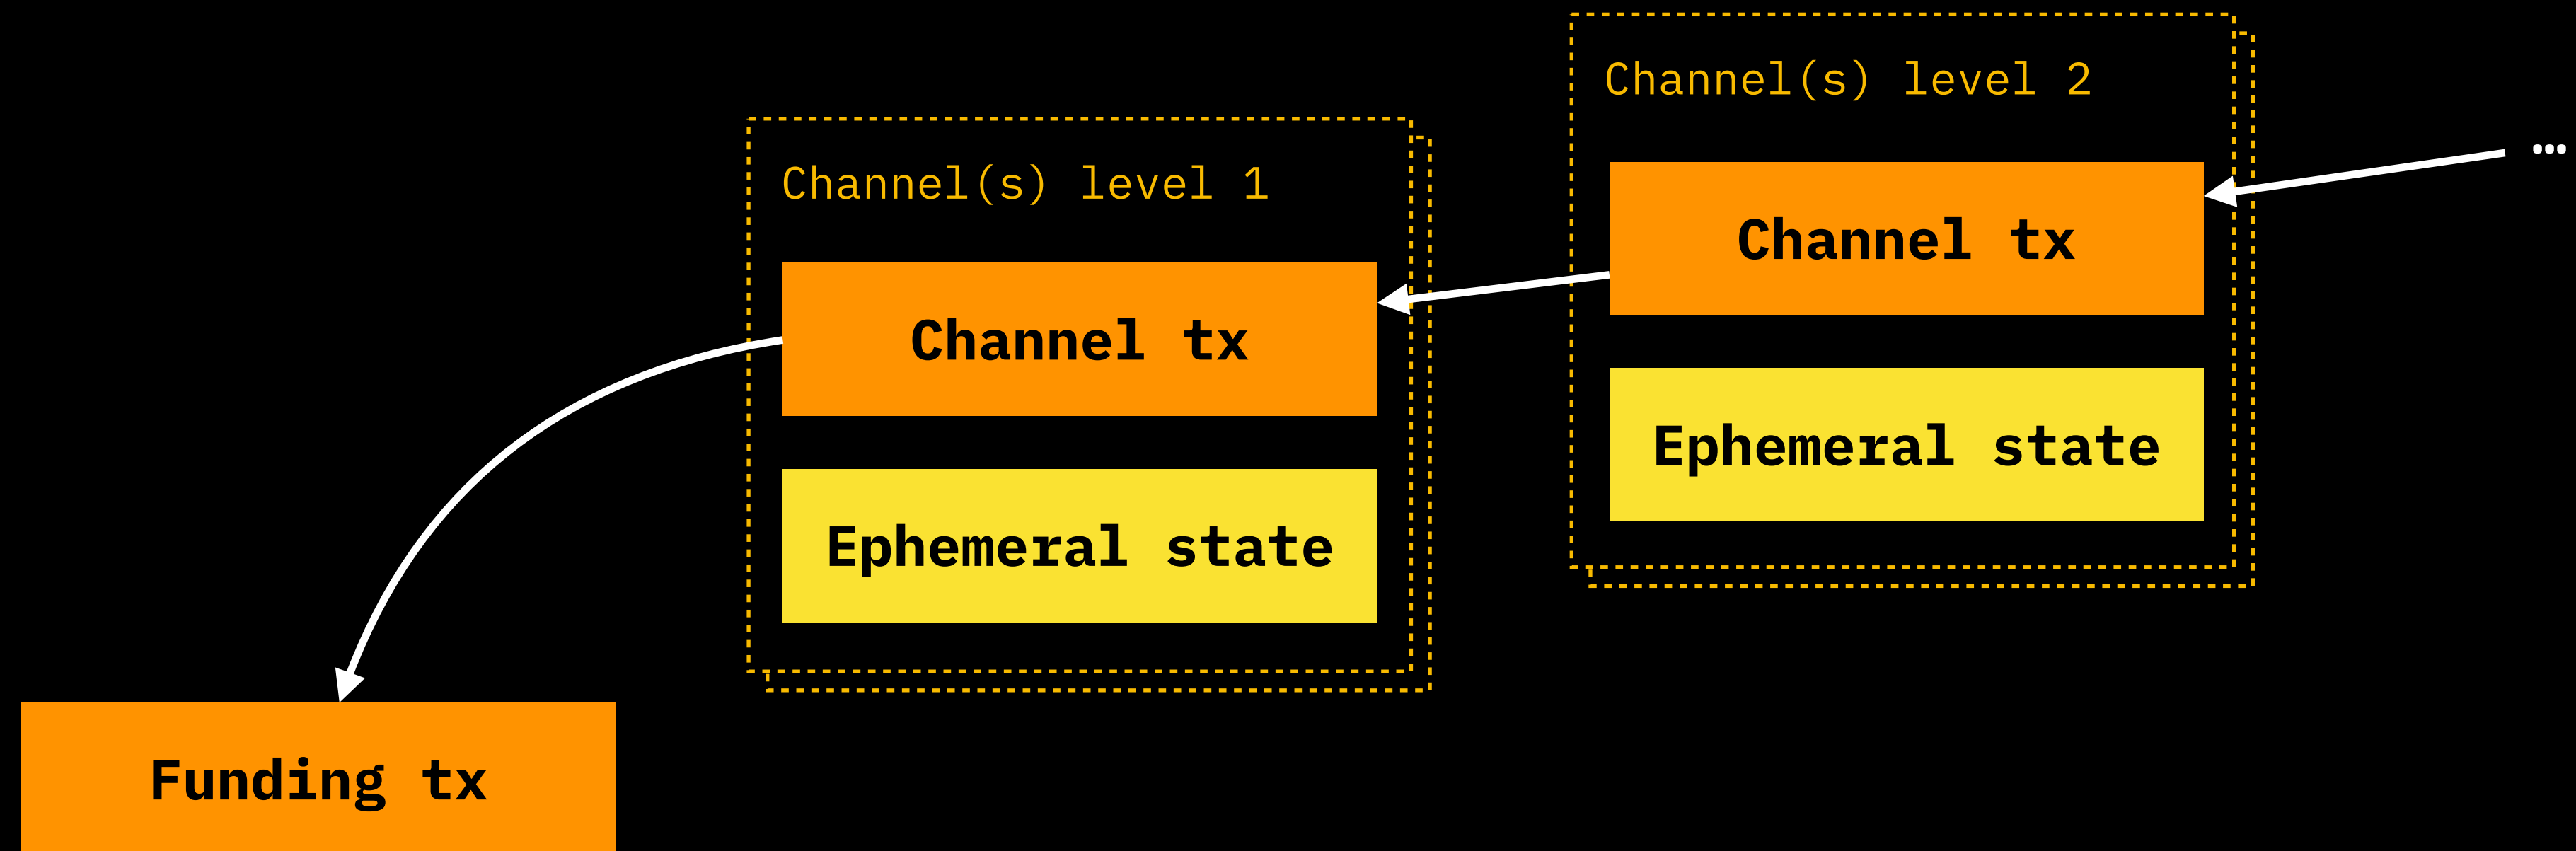 Channel(s) level 2
Channel tx
Ephemeral state
...
Channel(s) level 1
Channel tx
Ephemeral state
Funding tx